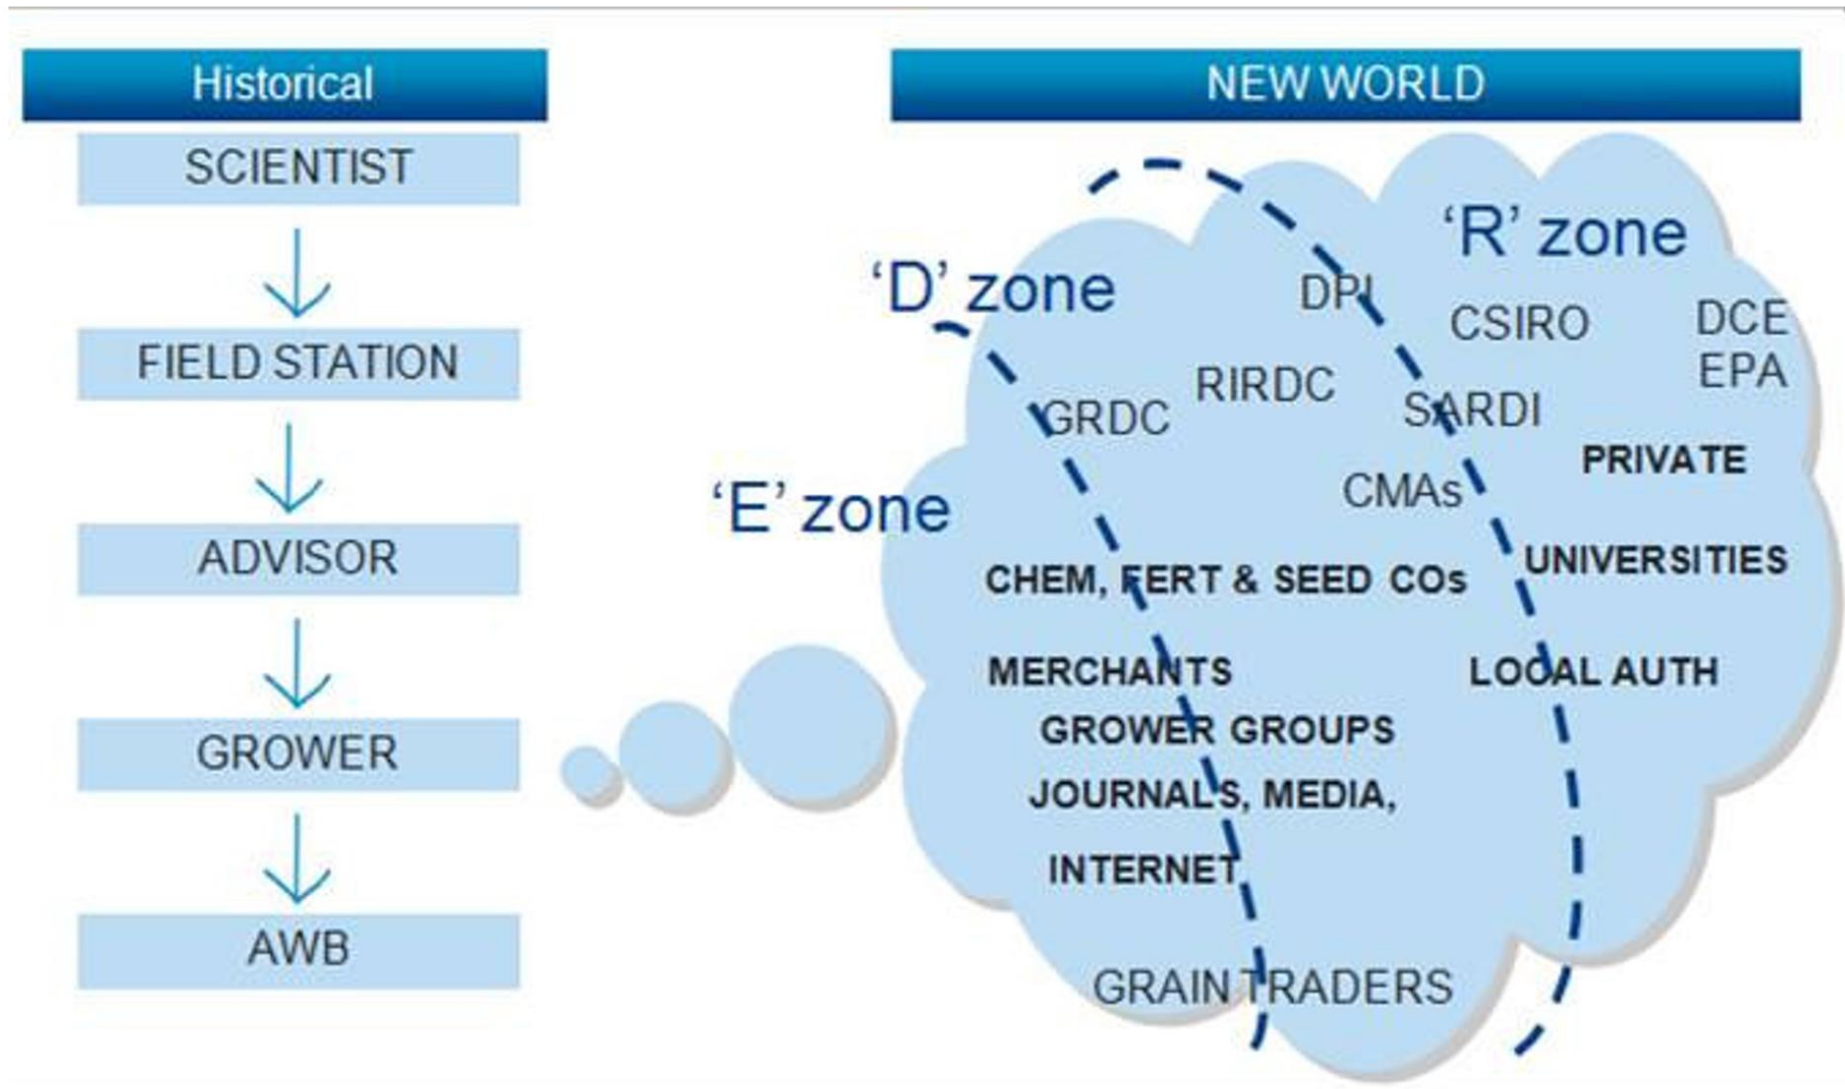 Historical
SCIENTIST
FIELD STATION
ADVISOR
GROWER
AWB
NEW WORLD
‘R’ zone
‘D’ zone
DPI
CSIRO
DCE
EPA
RIRDC
GRDC
SARDI
PRIVATE
‘E’ zone
CMAs
UNIVERSITIES
CHEM, FERT & SEED COs
MERCHANTS
LOCAL AUTH
GROWER GROUPS
JOURNALS, MEDIA,
INTERNET
GRAIN TRADERS